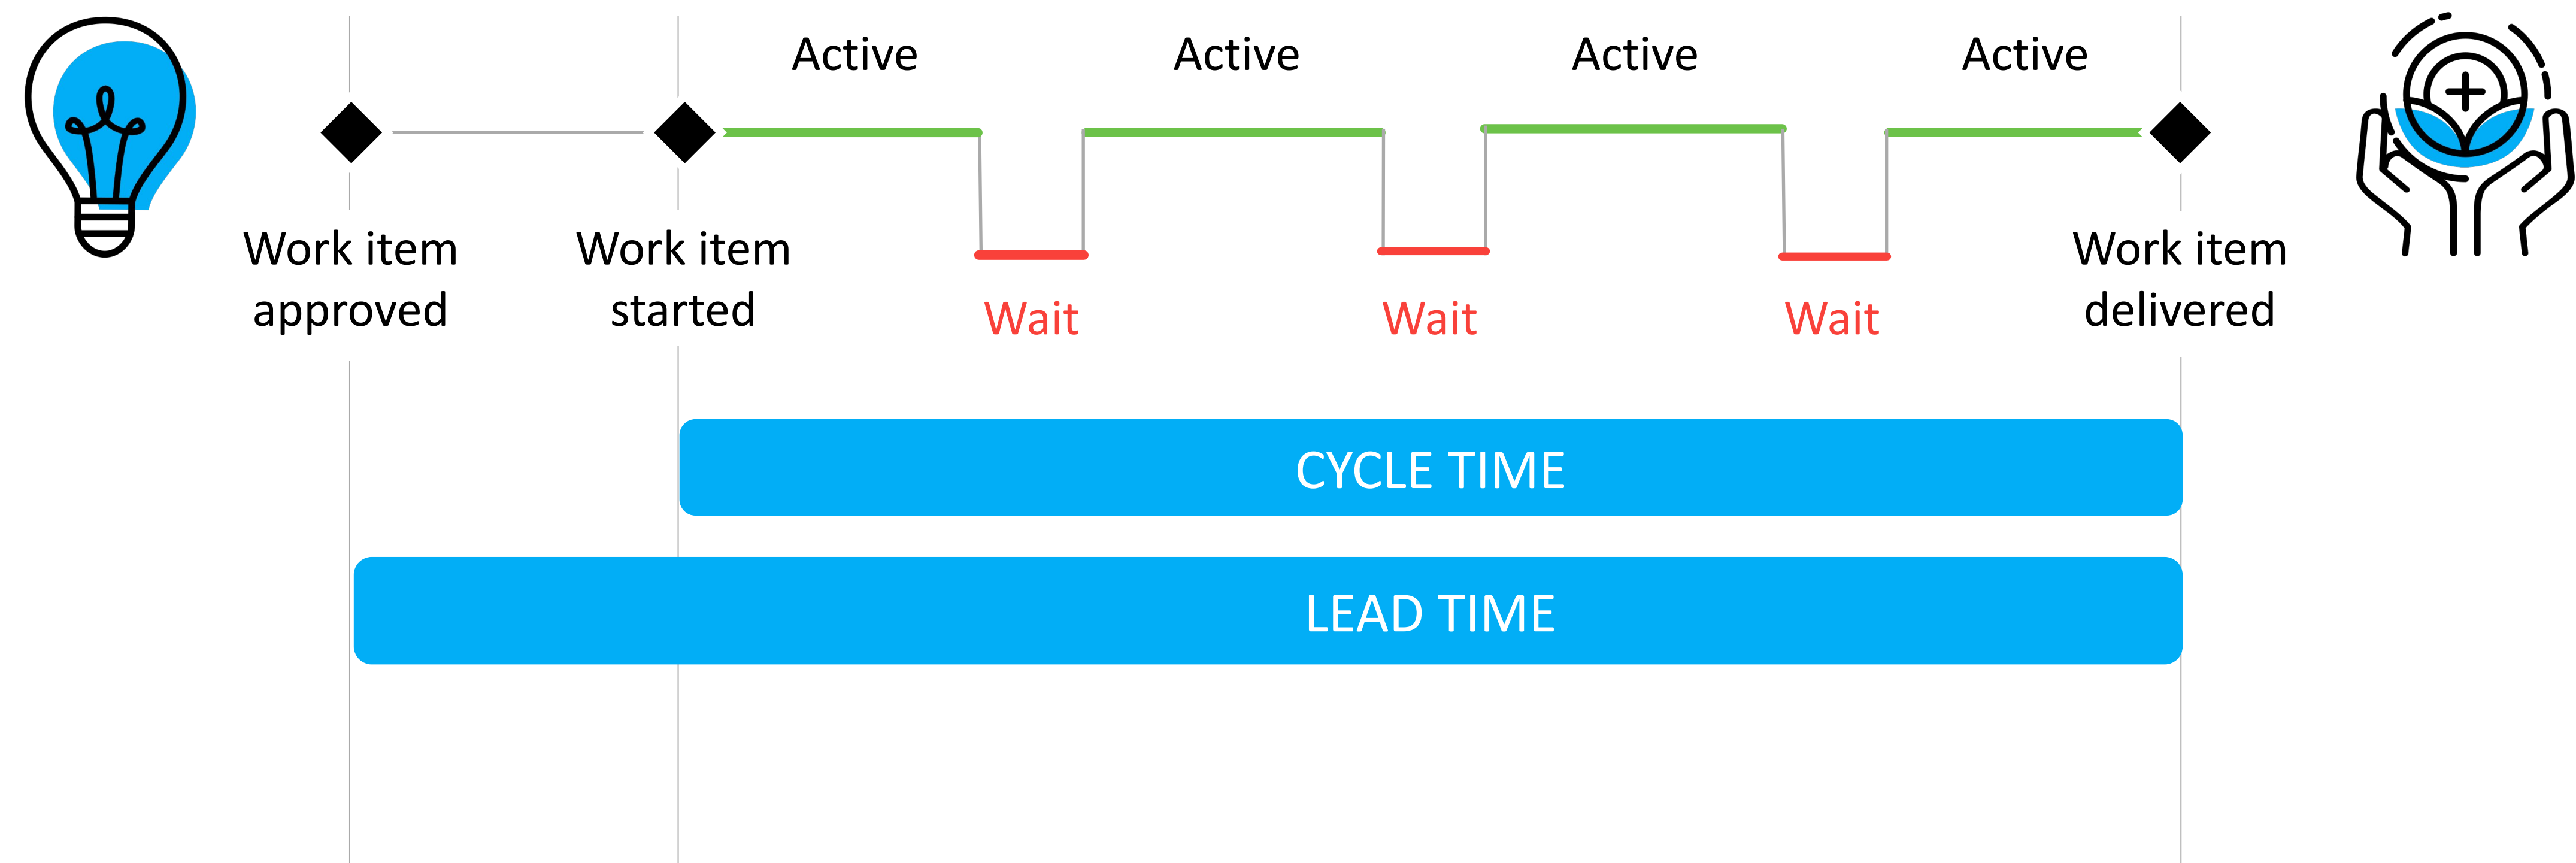 Active
Active
Active
Active
Work item
approved
Work item
started
Wait
Wait
Wait
Work item
delivered
CYCLE TIME
LEAD TIME